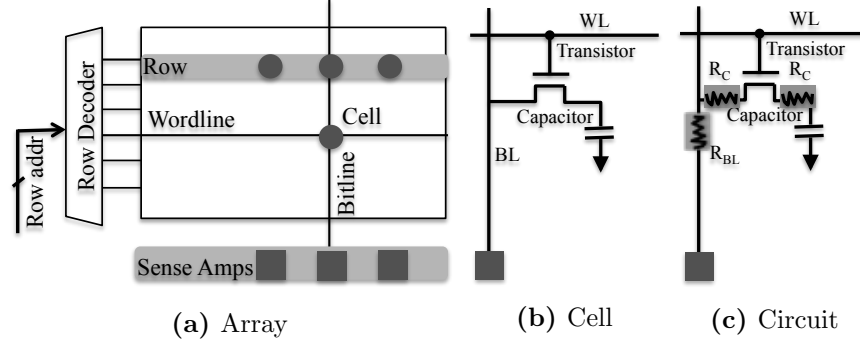 Row addr
Row Decoder
Row
Wordline
Cell
Bitline
Sense Amps
(a) Array
WL
Transistor
Capacitor
BL
(b) Cell
WL
Transistor
R_C R_C
Capacitor
R_BL
(c) Circuit